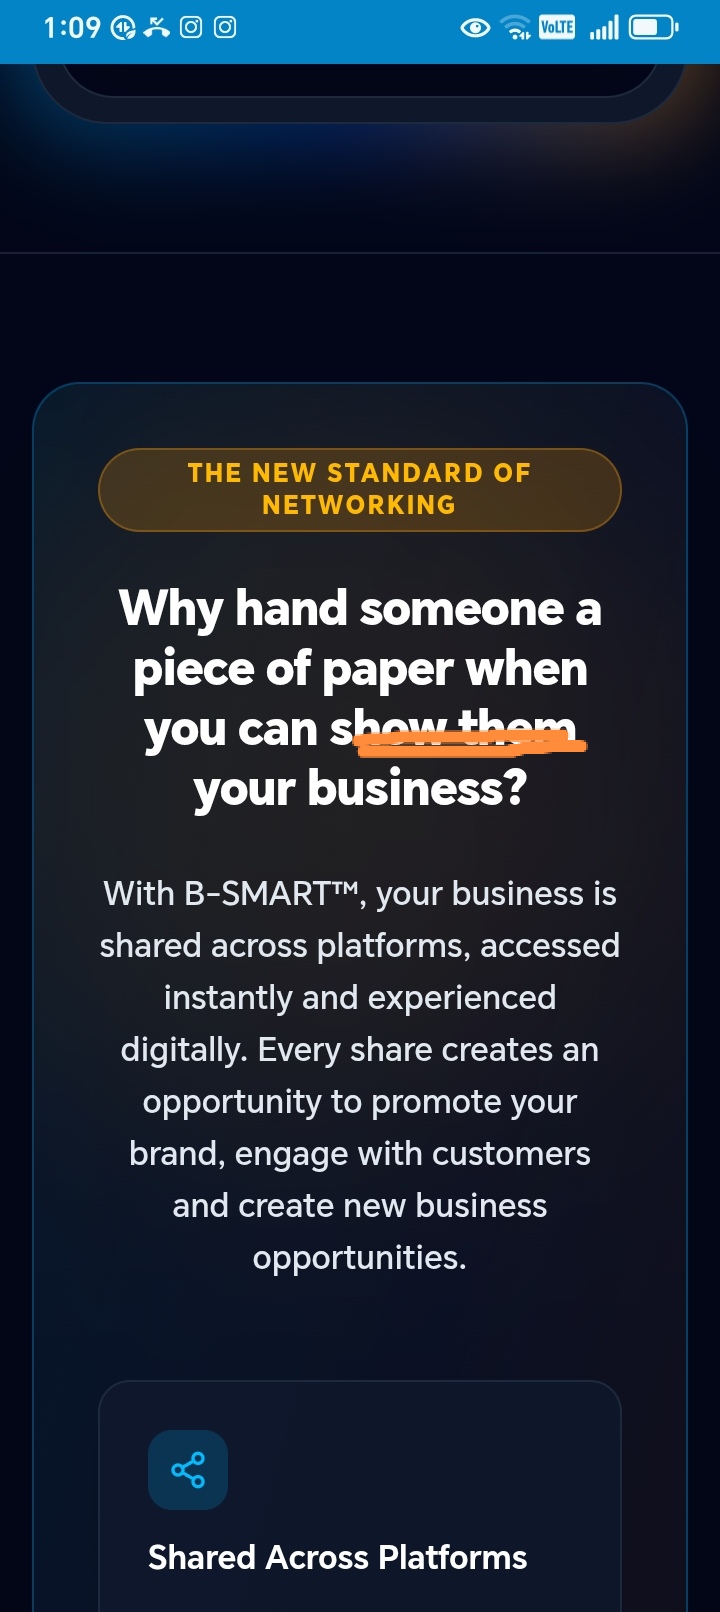 1:09
VoLTE
THE NEW STANDARD OF
NETWORKING
Why hand someone a
piece of paper when
you can show them
your business?
With B-SMART™, your business is
shared across platforms, accessed
instantly and experienced
digitally. Every share creates an
opportunity to promote your
brand, engage with customers
and create new business
opportunities.
Shared Across Platforms